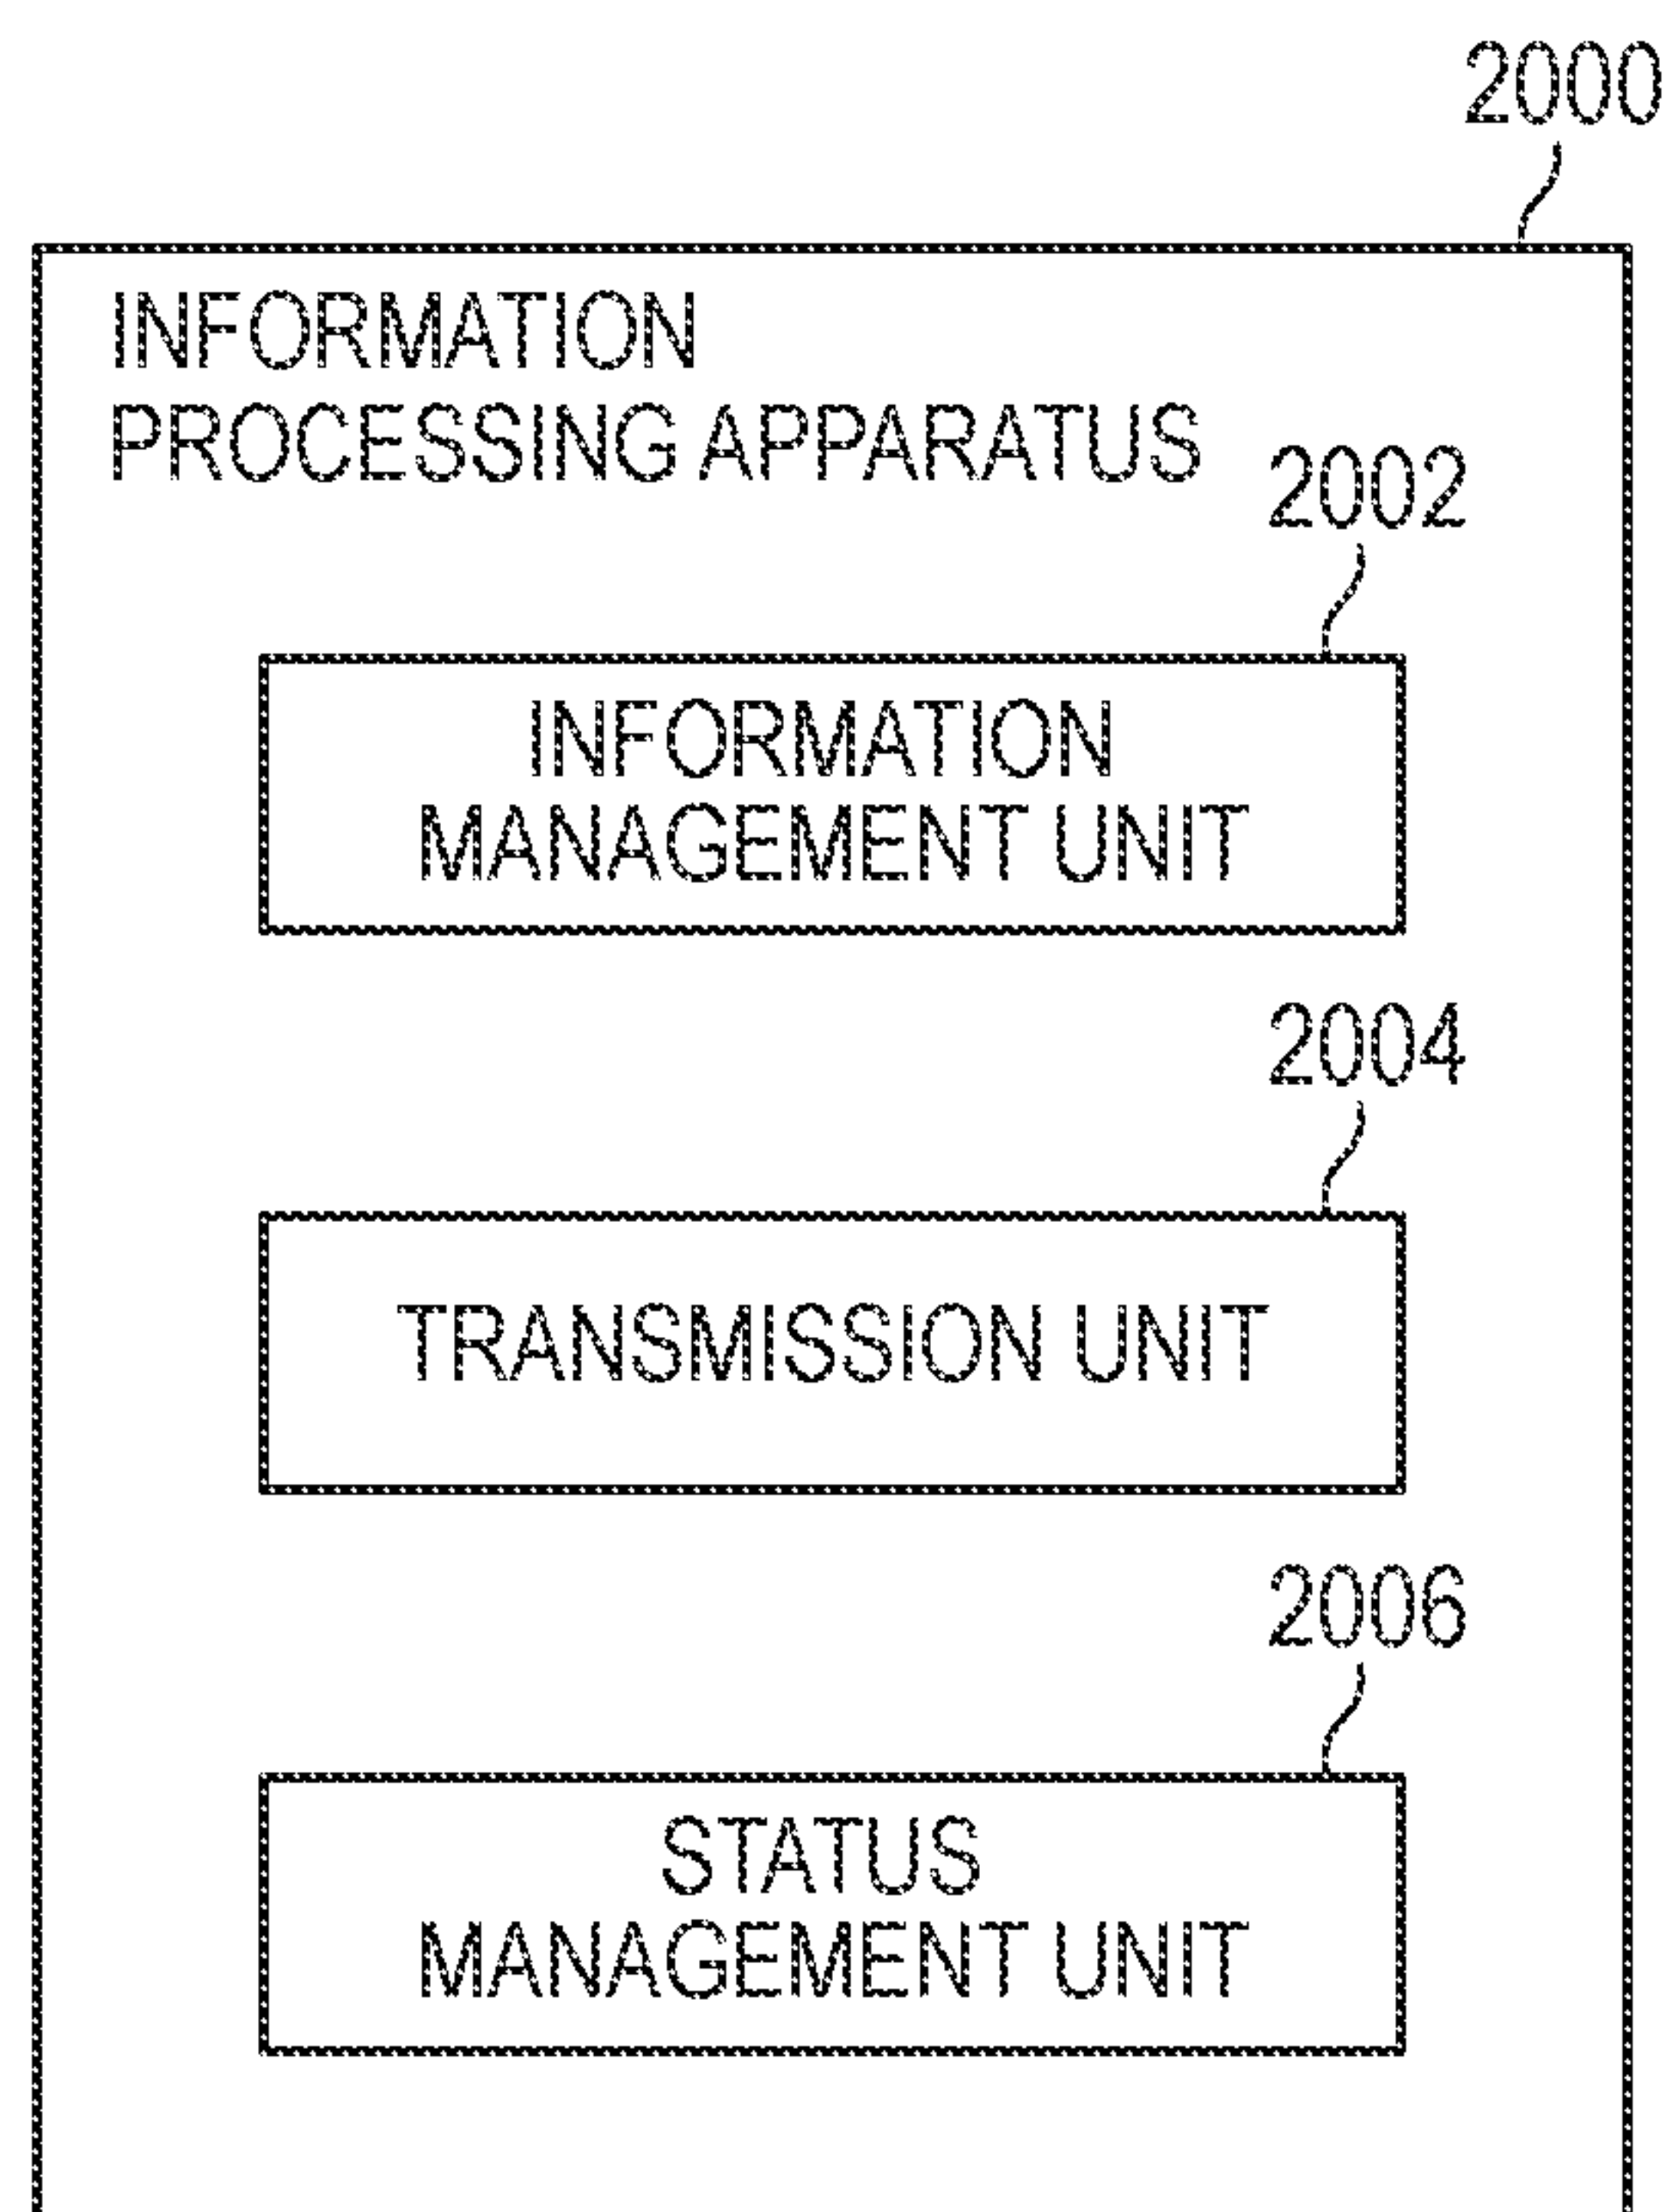 2000
INFORMATION
PROCESSING APPARATUS
2002
INFORMATION
MANAGEMENT UNIT
2004
TRANSMISSION UNIT
2006
STATUS
MANAGEMENT UNIT